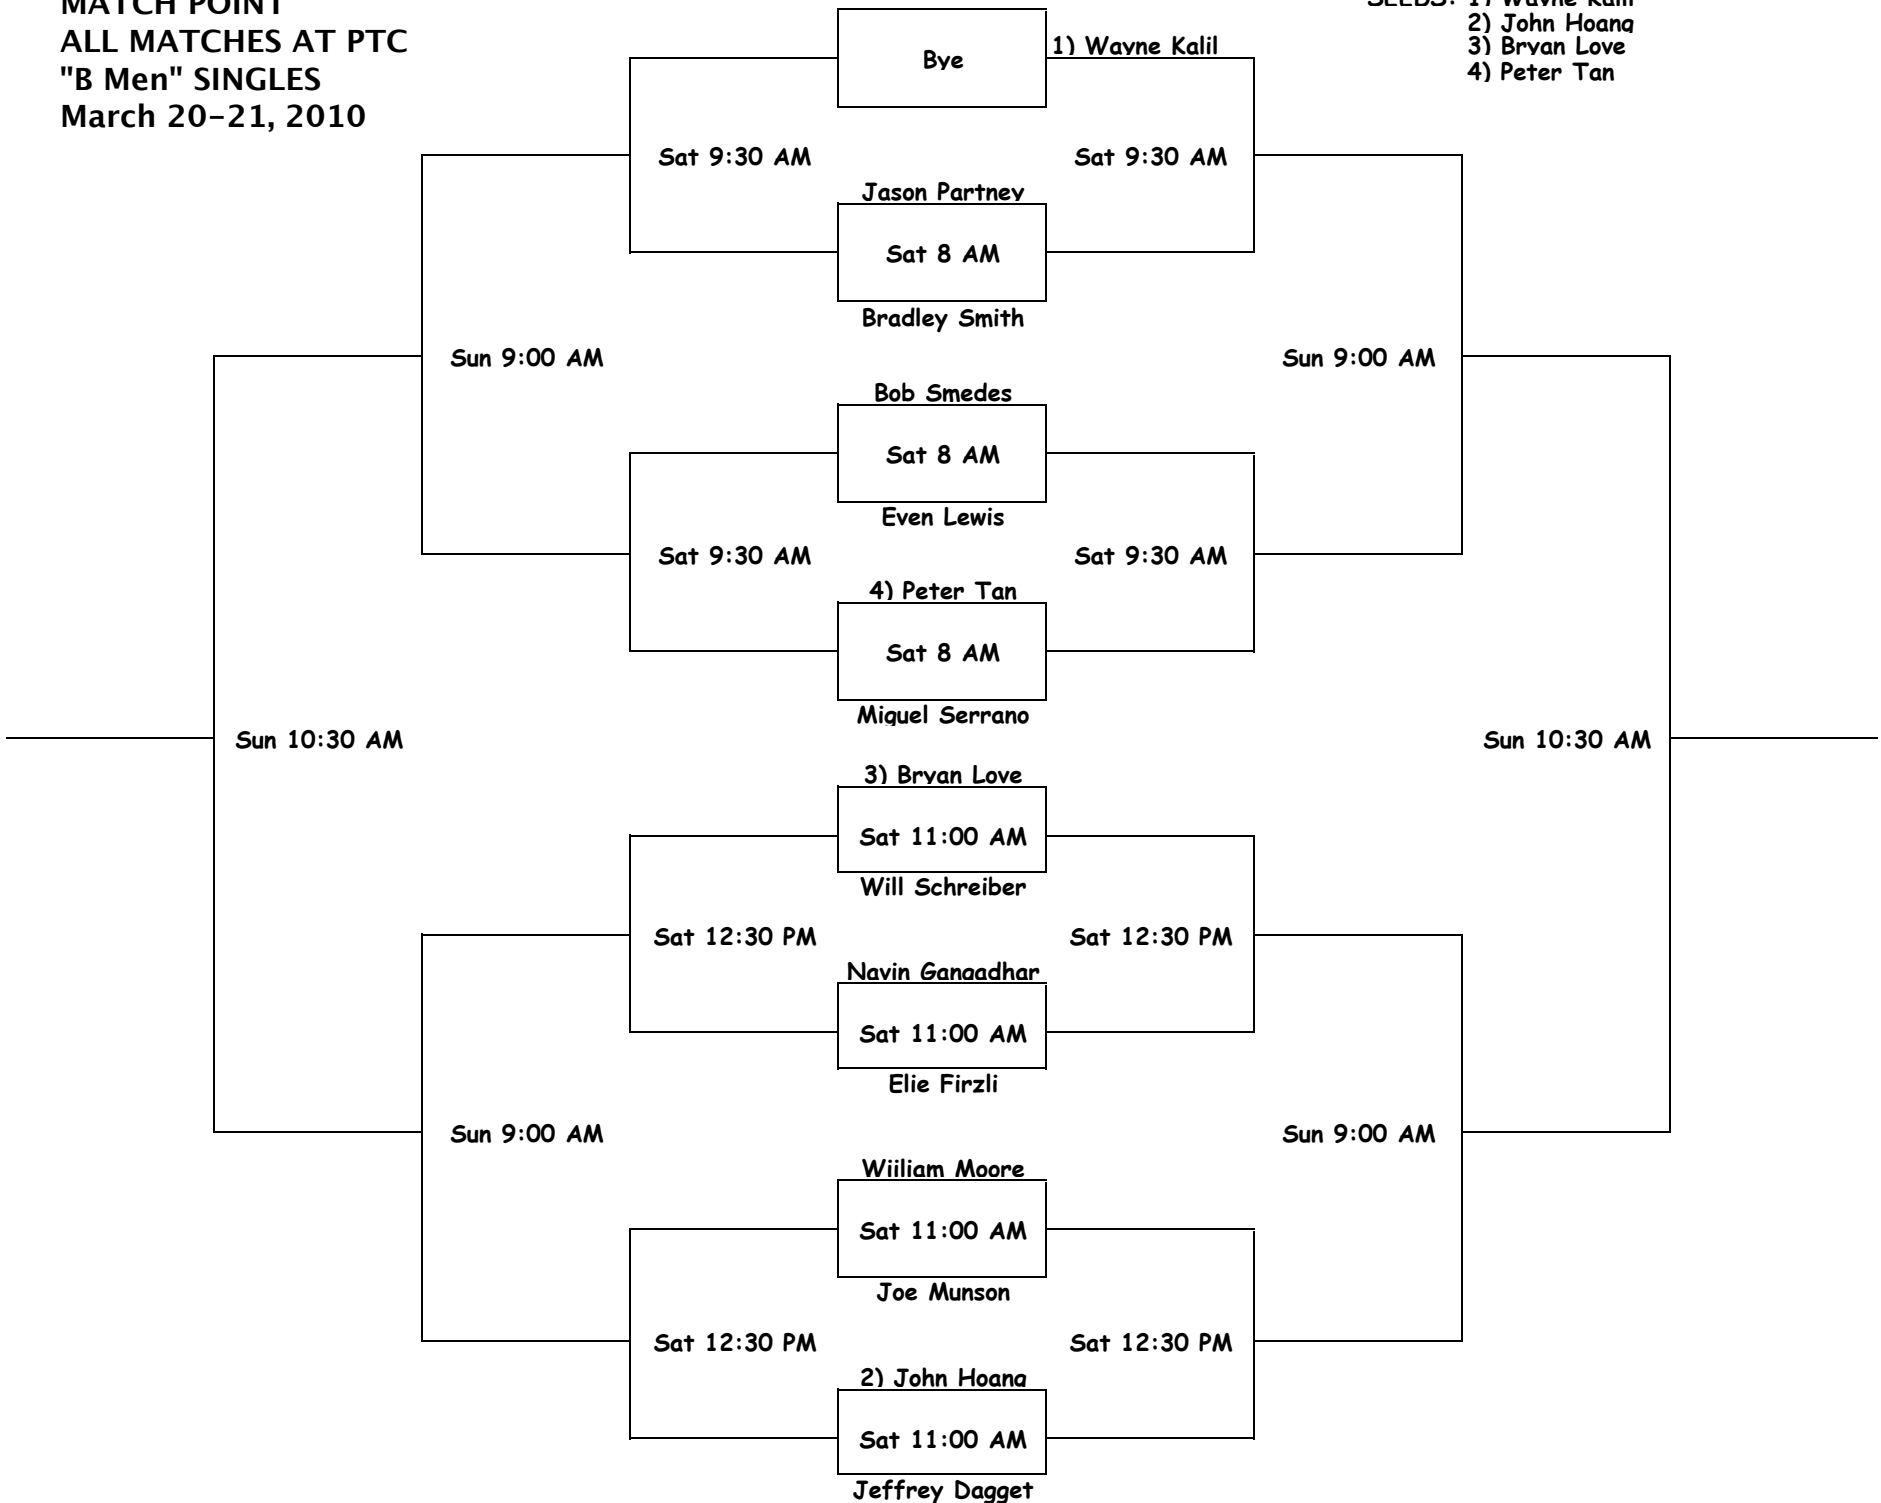 MATCH POINT
ALL MATCHES AT PTC
"B Men" SINGLES
March 20-21, 2010
SEEDS: 1) Wayne Kalil
2) John Hoang
3) Bryan Love
4) Peter Tan
Bye
1) Wayne Kalil
Sat 9:30 AM
Sat 9:30 AM
Jason Partney
Sat 8 AM
Bradley Smith
Sun 9:00 AM
Sun 9:00 AM
Bob Smedes
Sat 8 AM
Even Lewis
Sat 9:30 AM
Sat 9:30 AM
4) Peter Tan
Sat 8 AM
Miguel Serrano
Sun 10:30 AM
Sun 10:30 AM
3) Bryan Love
Sat 11:00 AM
Will Schreiber
Sat 12:30 PM
Sat 12:30 PM
Navin Gangadhar
Sat 11:00 AM
Elie Firzli
Sun 9:00 AM
Sun 9:00 AM
Wiiliam Moore
Sat 11:00 AM
Joe Munson
Sat 12:30 PM
Sat 12:30 PM
2) John Hoang
Sat 11:00 AM
Jeffrey Dagget